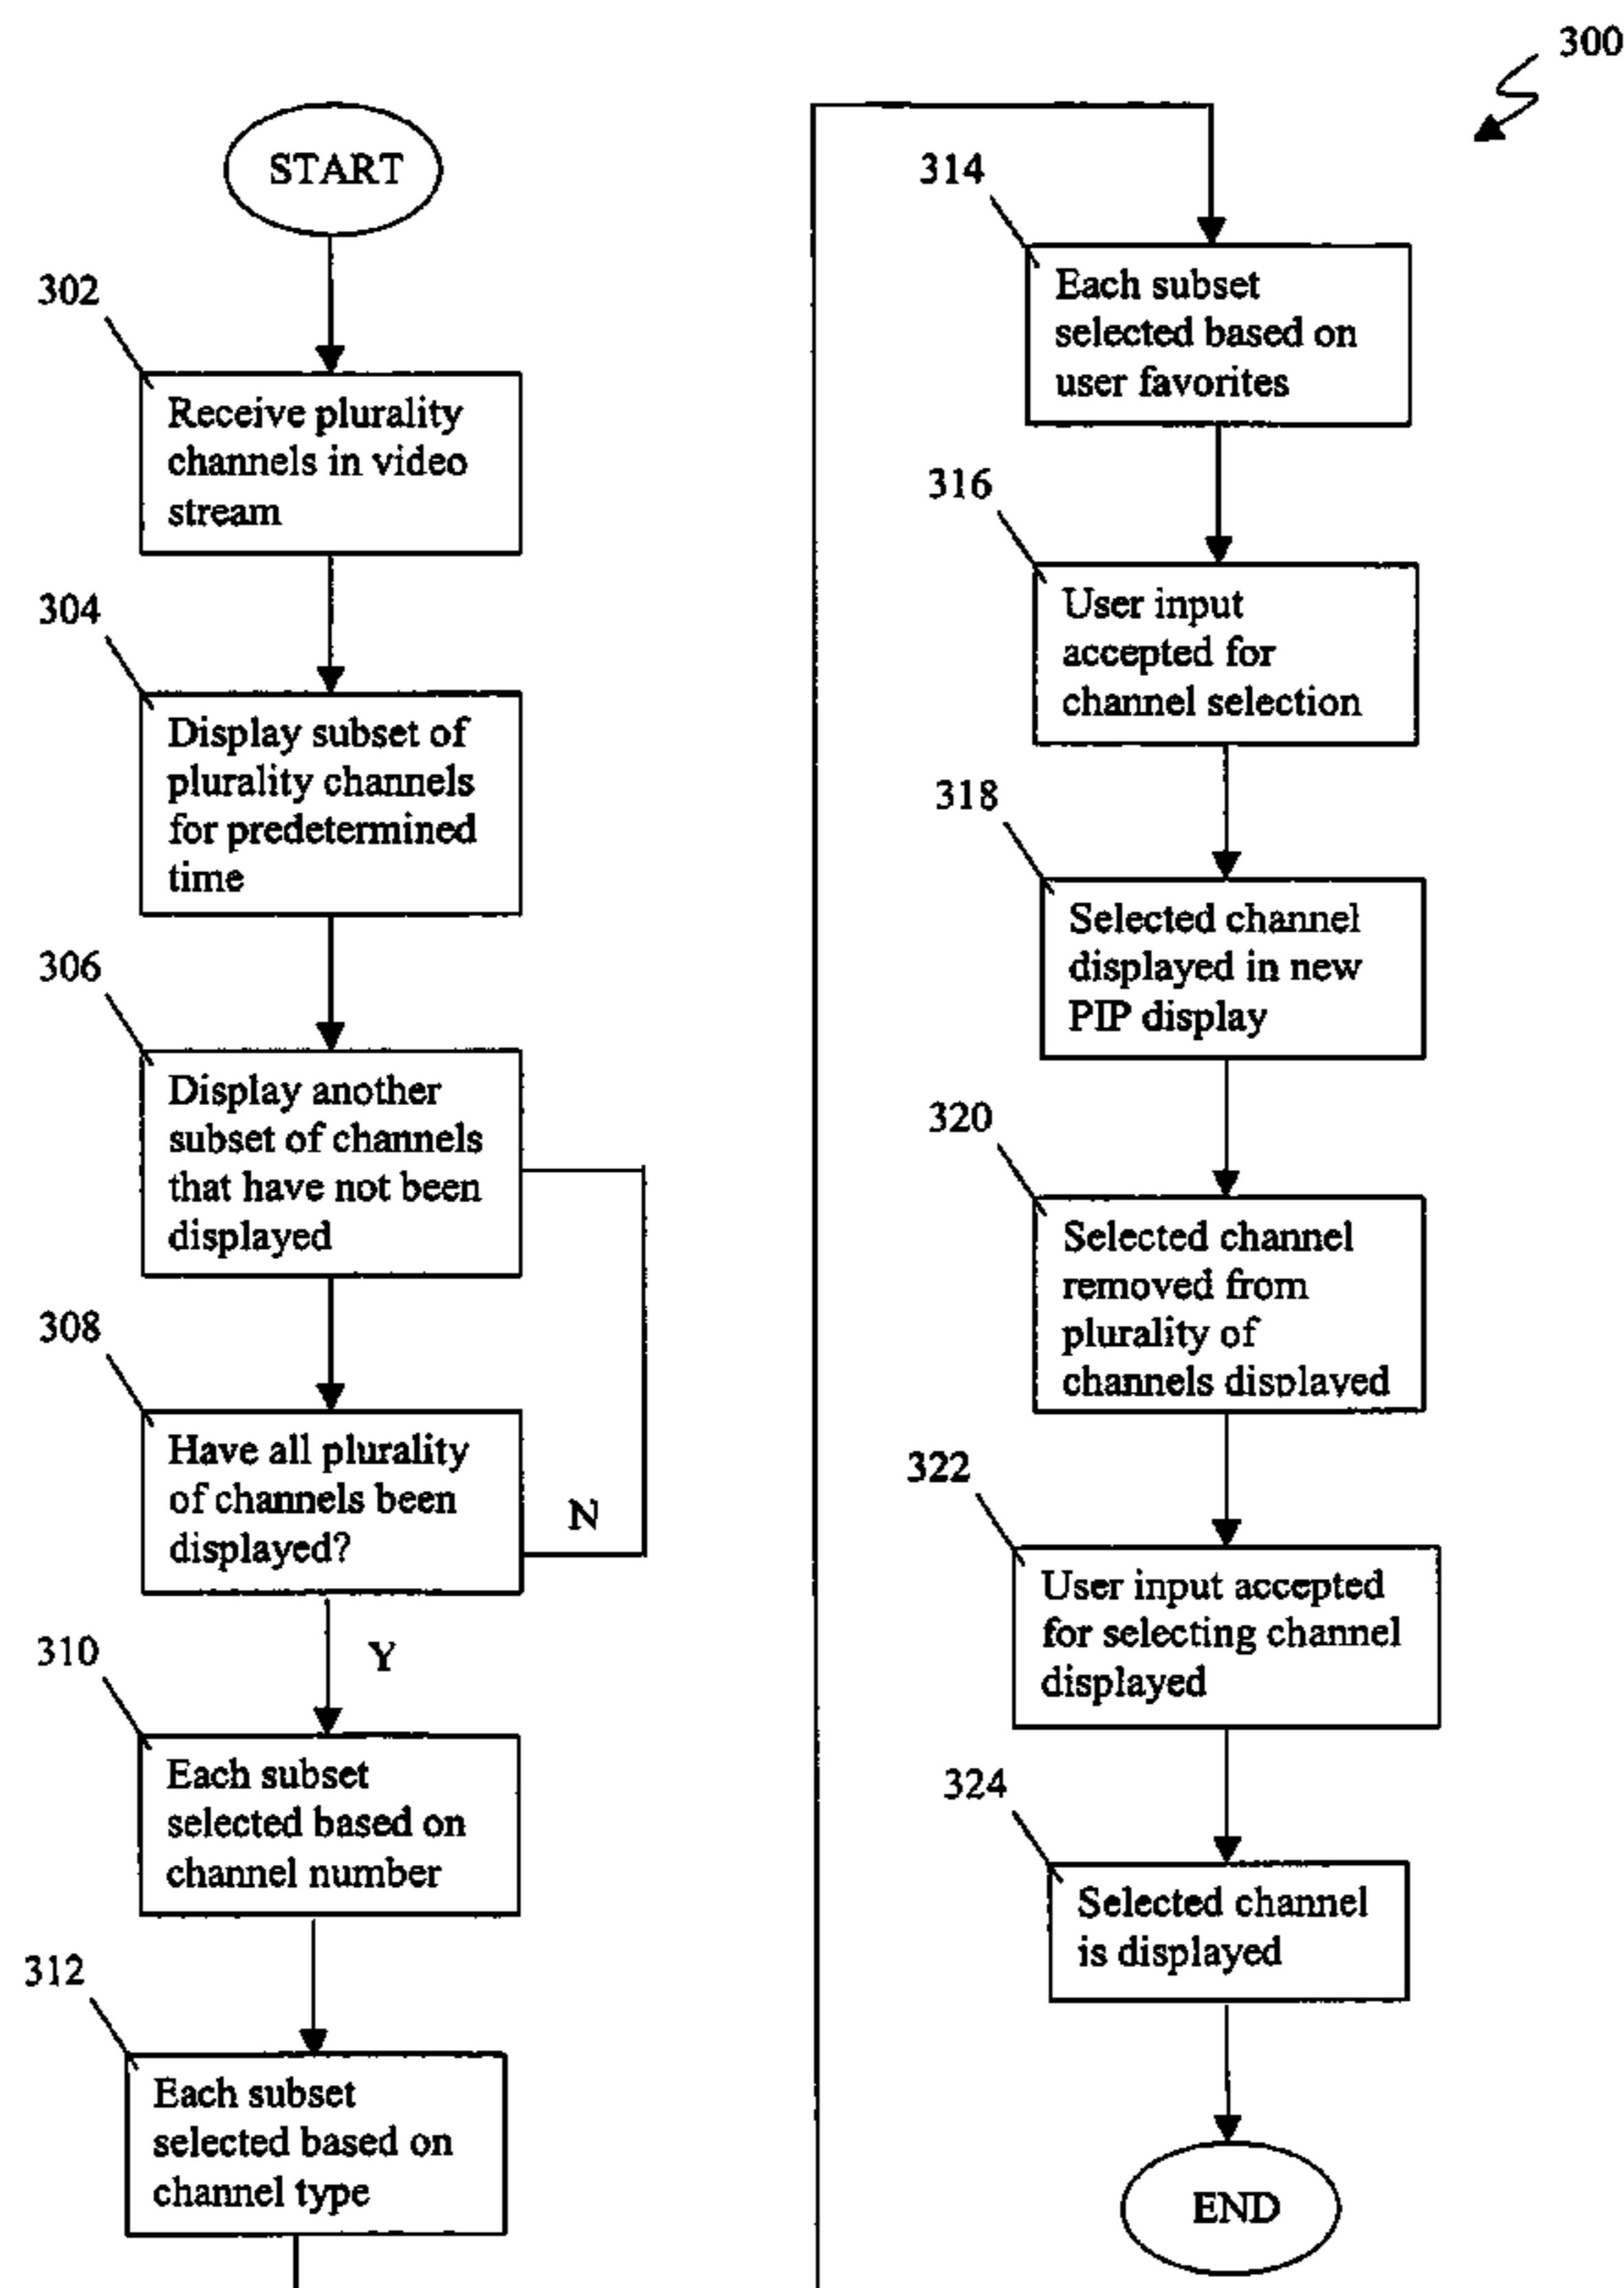 300
START
302
Receive plurality
channels in video
stream
304
Display subset of
plurality channels
for predetermined
time
306
Display another
subset of channels
that have not been
displayed
308
Have all plurality
of channels been
displayed?
N
Y
310
Each subset
selected based on
channel number
312
Each subset
selected based on
channel type
314
Each subset
selected based on
user favorites
316
User input
accepted for
channel selection
318
Selected channel
displayed in new
PIP display
320
Selected channel
removed from
plurality of
channels displayed
322
User input accepted
for selecting channel
displayed
324
Selected channel
is displayed
END